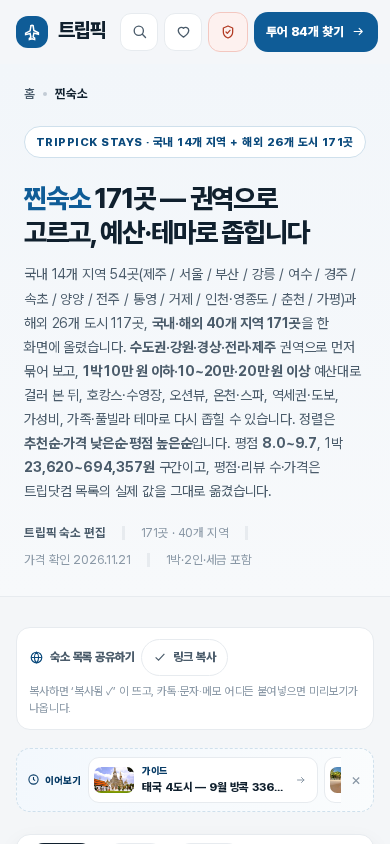 트립픽
투어 84개 찾기 →
홈 • 찐숙소
TRIPPICK STAYS · 국내 14개 지역 + 해외 26개 도시 171곳
찐숙소 171곳 — 권역으로
고르고, 예산·테마로 좁힙니다
국내 14개 지역 54곳(제주 / 서울 / 부산 / 강릉 / 여수 / 경주 /
속초 / 양양 / 전주 / 통영 / 거제 / 인천·영종도 / 춘천 / 가평)과
해외 26개 도시 117곳, 국내·해외 40개 지역 171곳을 한
화면에 올렸습니다. 수도권·강원·경상·전라·제주 권역으로 먼저
묶어 보고, 1박 10만 원 이하·10~20만·20만 원 이상 예산대로
걸러 본 뒤, 호캉스·수영장, 오션뷰, 온천·스파, 역세권·도보,
가성비, 가족·풀빌라 테마로 다시 좁힐 수 있습니다. 정렬은
추천순·가격 낮은순·평점 높은순입니다. 평점 8.0~9.7, 1박
23,620~694,357원 구간이고, 평점·리뷰 수·가격은
트립닷컴 목록의 실제 값을 그대로 옮겼습니다.
트립픽 숙소 편집 | 171곳 · 40개 지역 |
가격 확인 2026.11.21 | 1박·2인·세금 포함
숙소 목록 공유하기 ✓ 링크 복사
복사하면 '복사됨 ✓' 이 뜨고, 카톡·문자·메모 어디든 붙여넣으면 미리보기가
나옵니다.
이어보기
가이드
태국 4도시 — 9월 방콕 336... →
×